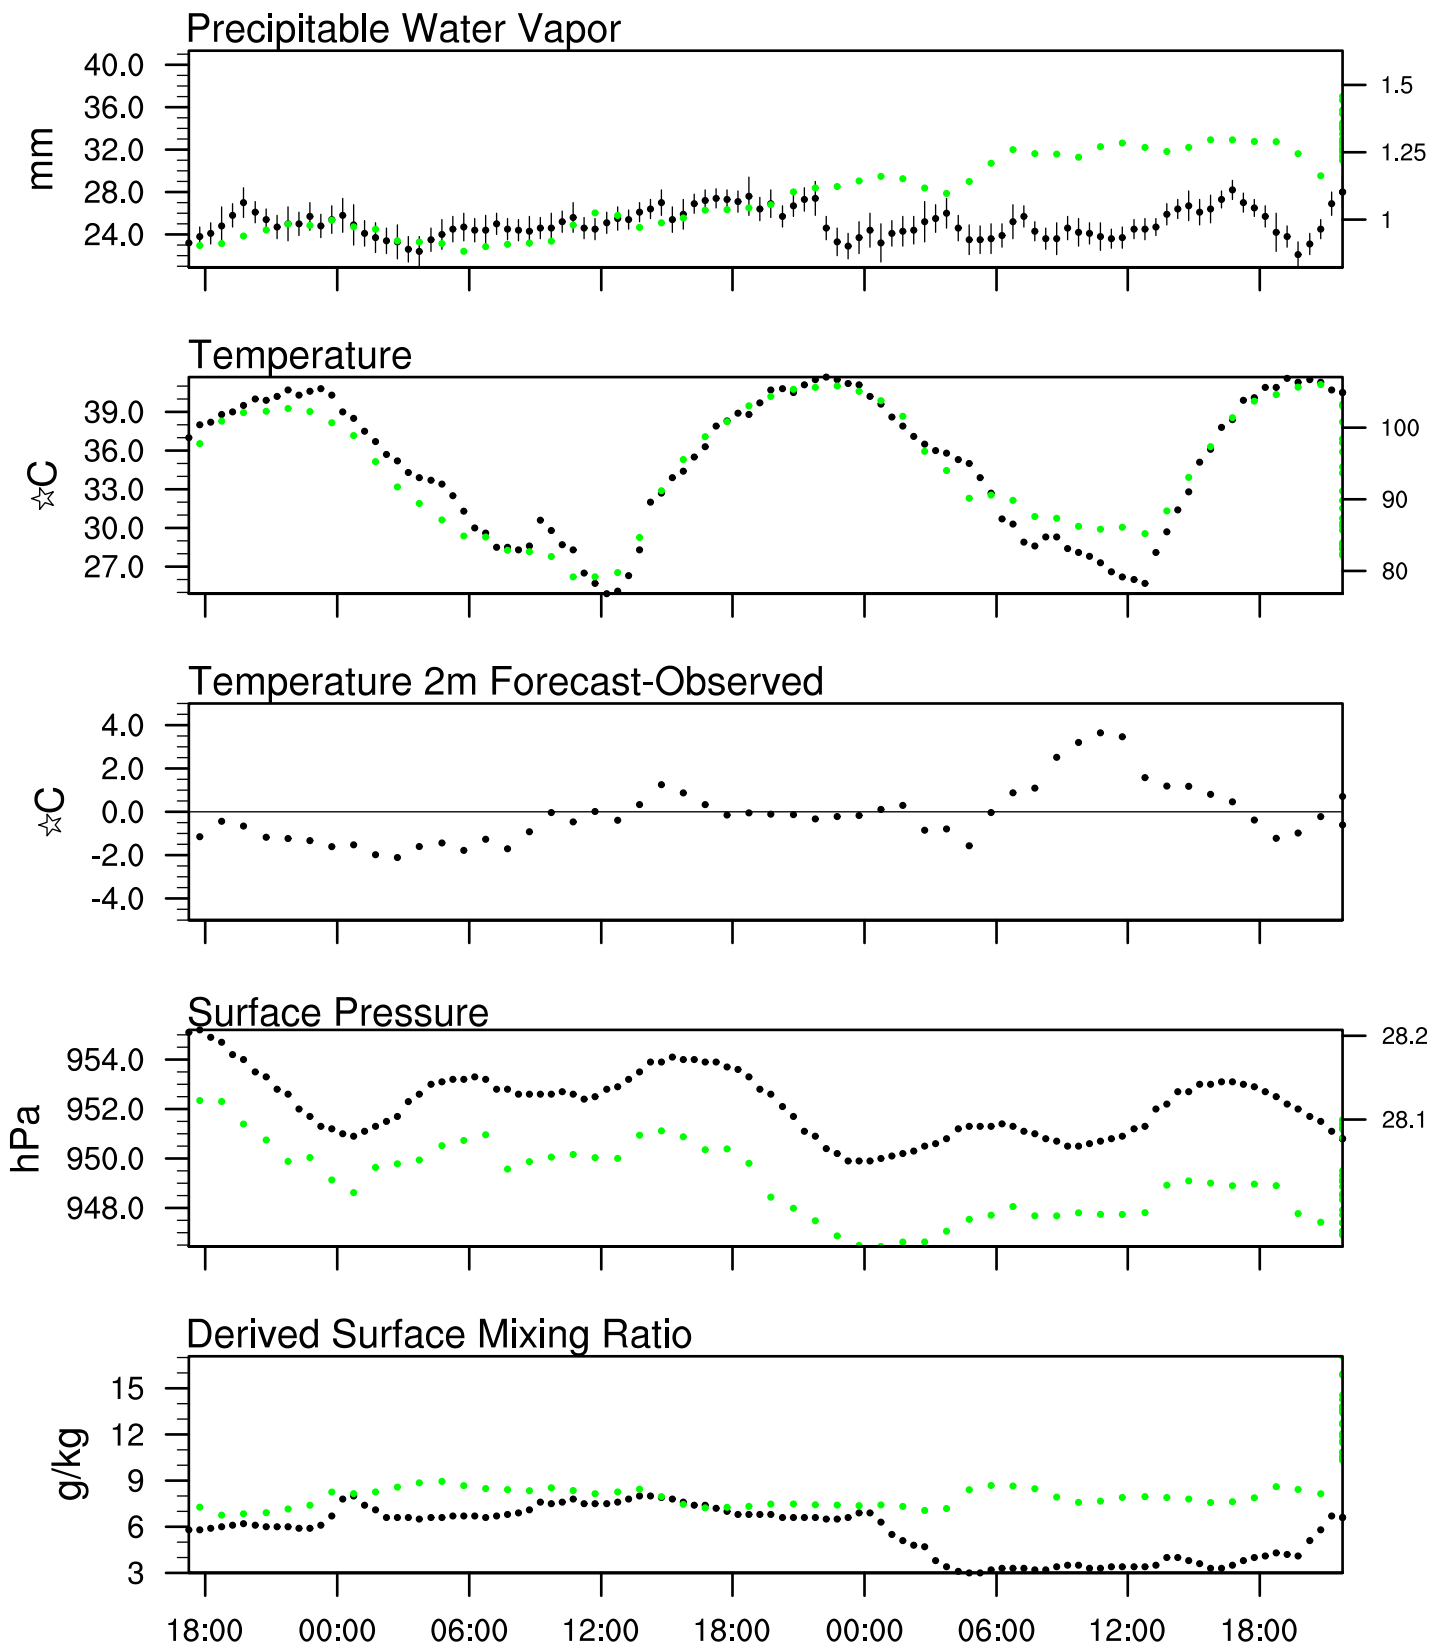 Precipitable Water Vapor
40.0
36.0
32.0
28.0
24.0
mm
1.5
1.25
1
Temperature
39.0
36.0
33.0
30.0
27.0
☆C
100
90
80
Temperature 2m Forecast-Observed
4.0
2.0
0.0
-2.0
-4.0
☆C
Surface Pressure
954.0
952.0
950.0
948.0
hPa
28.2
28.1
Derived Surface Mixing Ratio
15
12
9
6
3
g/kg
18:00 00:00 06:00 12:00 18:00 00:00 06:00 12:00 18:00